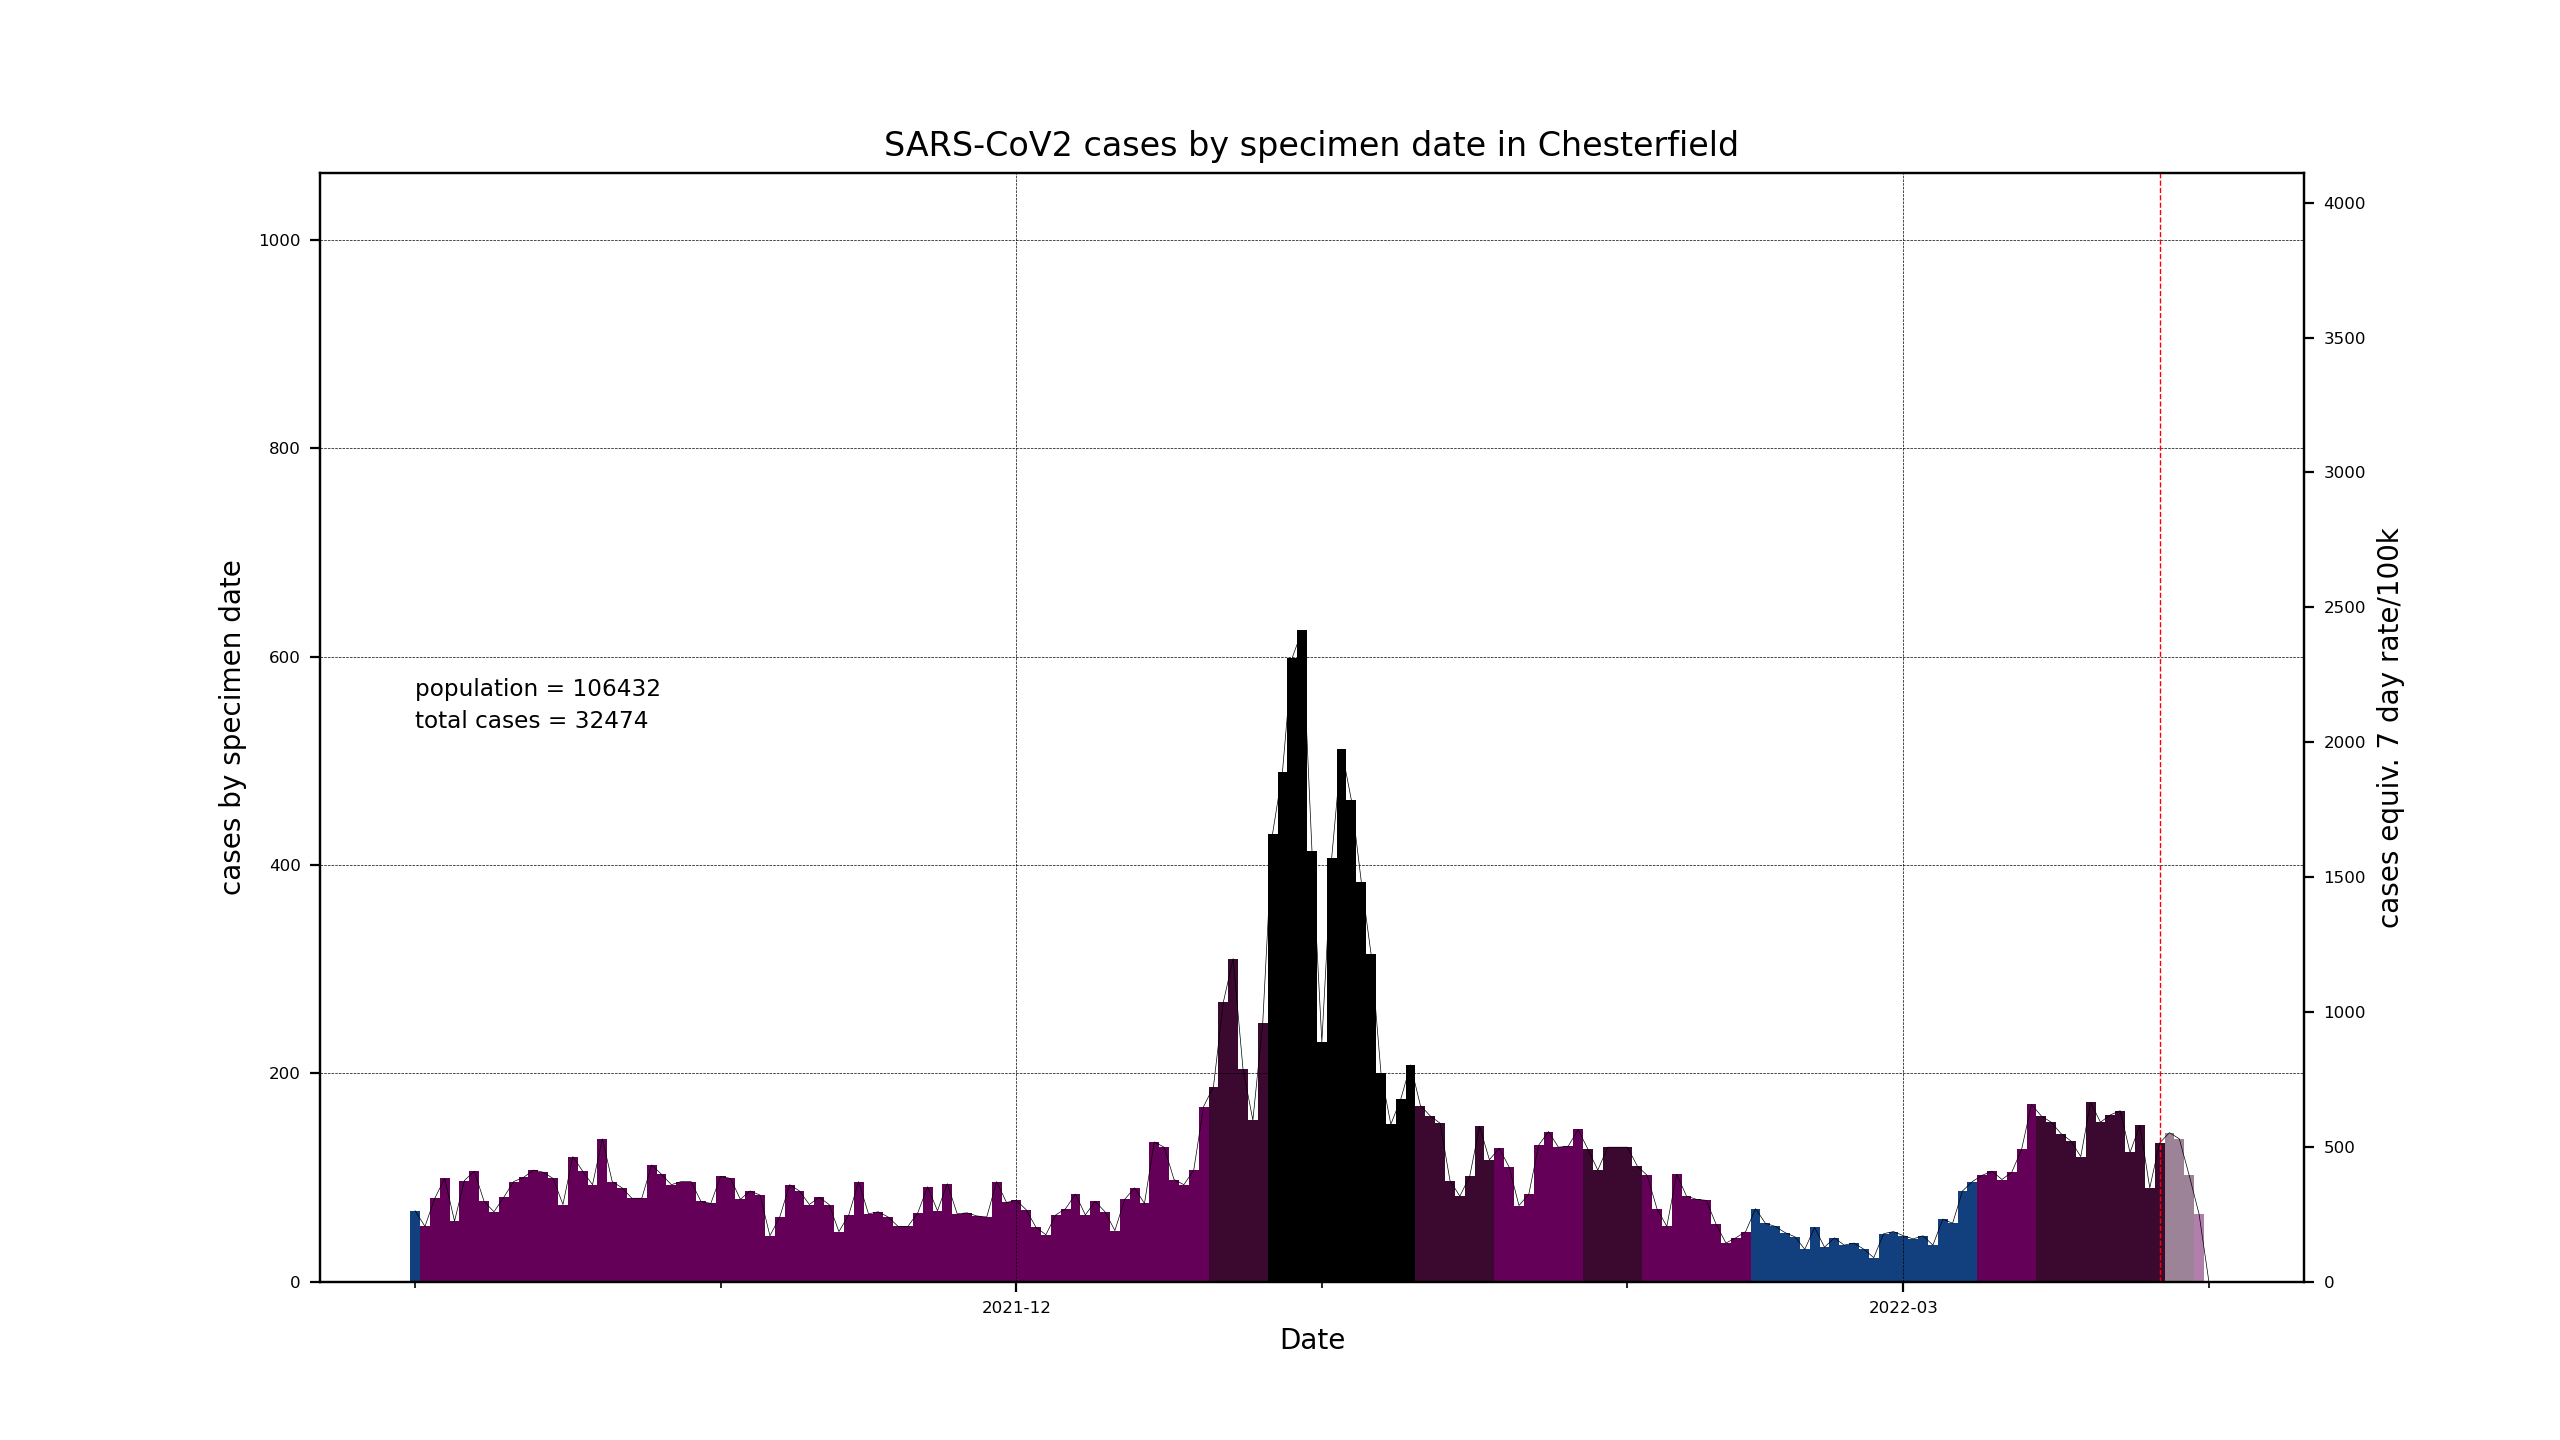 SARS-CoV2 cases by specimen date in Chesterfield
cases by specimen date
1000
800
600
400
200
0
population = 106432
total cases = 32474
4000
3500
3000
2500
2000
1500
1000
500
0
cases equiv. 7 day rate/100k
2021-12
2022-03
Date